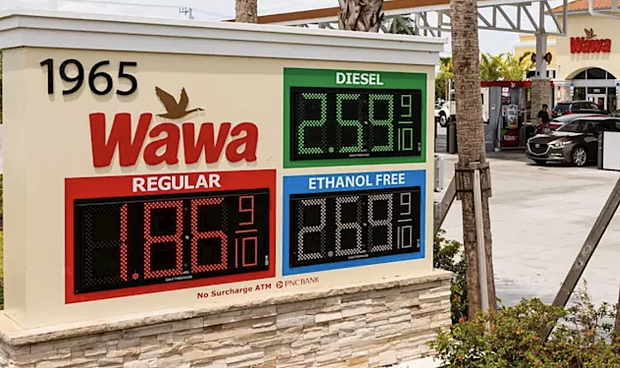 1965
Wawa
DIESEL
2.59 9/10
REGULAR
1.86 9/10
ETHANOL FREE
2.69 9/10
No Surcharge ATM PNCBANK
Wawa